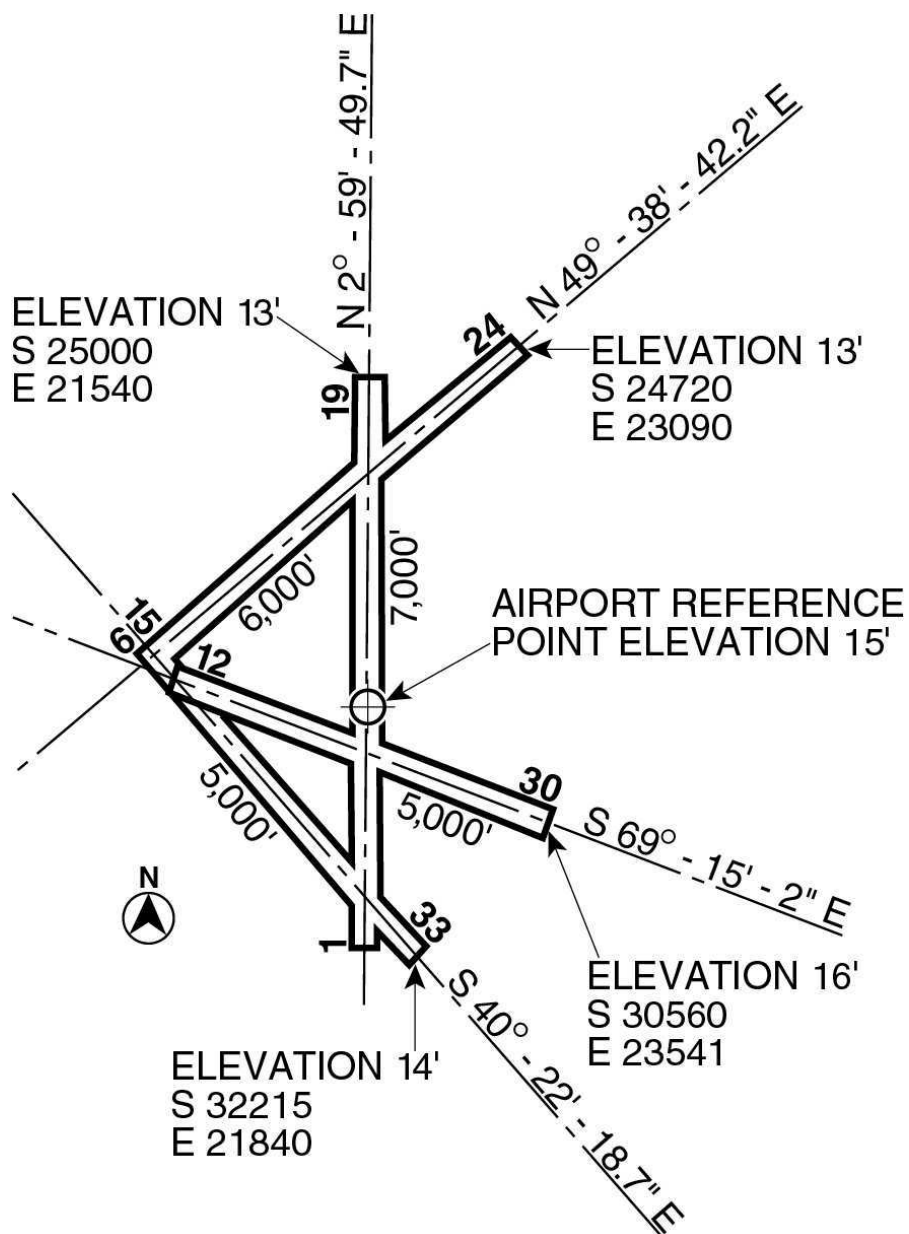 N 2° - 59' - 49.7" E
N 49° - 38' - 42.2" E
ELEVATION 13'
S 25000
E 21540
24
ELEVATION 13'
S 24720
E 23090
19
6,000'
7,000'
AIRPORT REFERENCE
POINT ELEVATION 15'
15
6
12
30
5,000'
5,000'
S 69° - 15' - 2" E
N
33
1
S 40° - 22' - 18.7" E
ELEVATION 16'
S 30560
E 23541
ELEVATION 14'
S 32215
E 21840